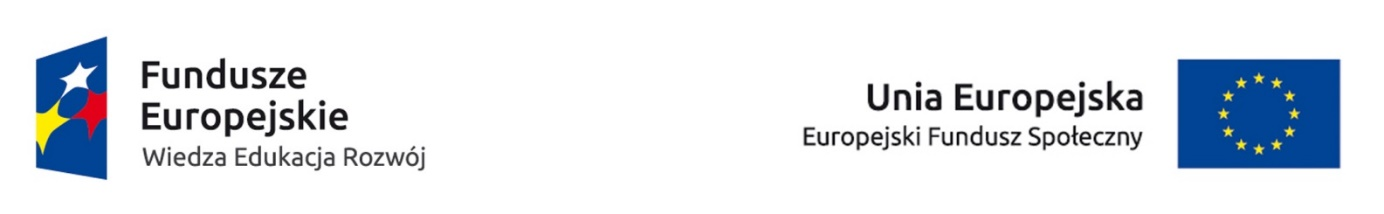 Fundusze
Europejskie
Wiedza Edukacja Rozwój
Unia Europejska
Europejski Fundusz Społeczny